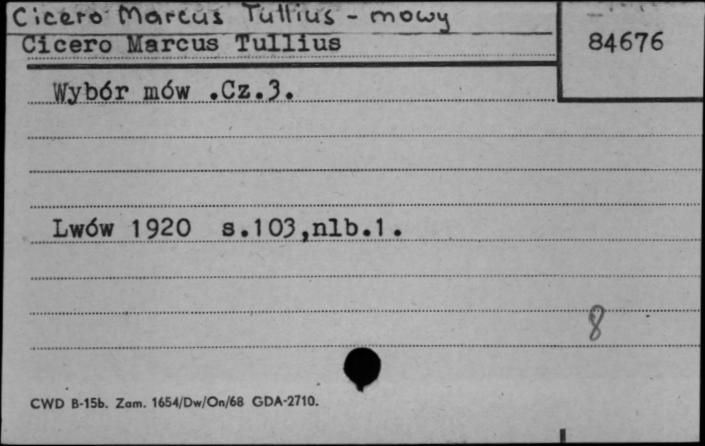 Cicero Marcus Tullius - mowy
Cicero Marcus Tullius
84676
Wybór mów .Cz.3.
Lwów 1920 s.103,nlb.1.
8
CWD B-15b. Zam. 1654/Dw/On/68 GDA-2710.